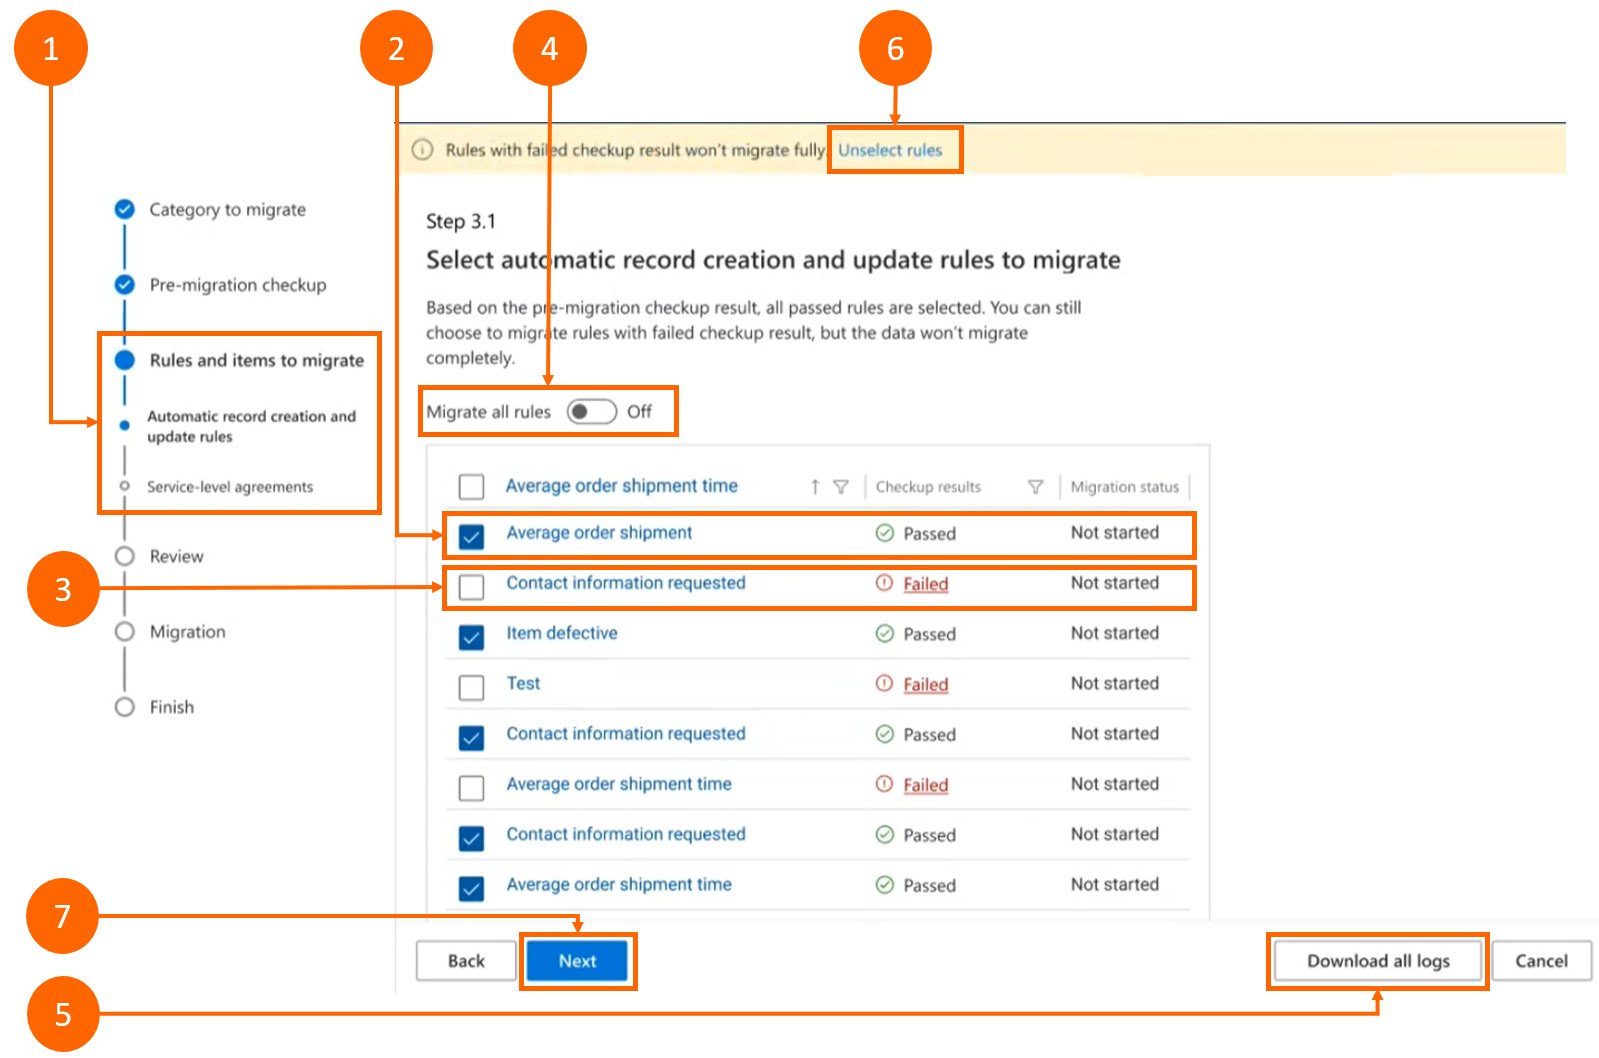 1
2
4
6
Rules with failed checkup result won't migrate fully. Unselect rules
Category to migrate
Pre-migration checkup
Rules and items to migrate
Automatic record creation and
update rules
Service-level agreements
Review
3
Migration
Finish
Step 3.1
Select automatic record creation and update rules to migrate
Based on the pre-migration checkup result, all passed rules are selected. You can still
choose to migrate rules with failed checkup result, but the data won't migrate
completely.
Migrate all rules Off
Average order shipment time Checkup results Migration status
Average order shipment Passed Not started
Contact information requested Failed Not started
Item defective Passed Not started
Test Failed Not started
Contact information requested Passed Not started
Average order shipment time Failed Not started
Contact information requested Passed Not started
Average order shipment time Passed Not started
7
Back Next Download all logs Cancel
5